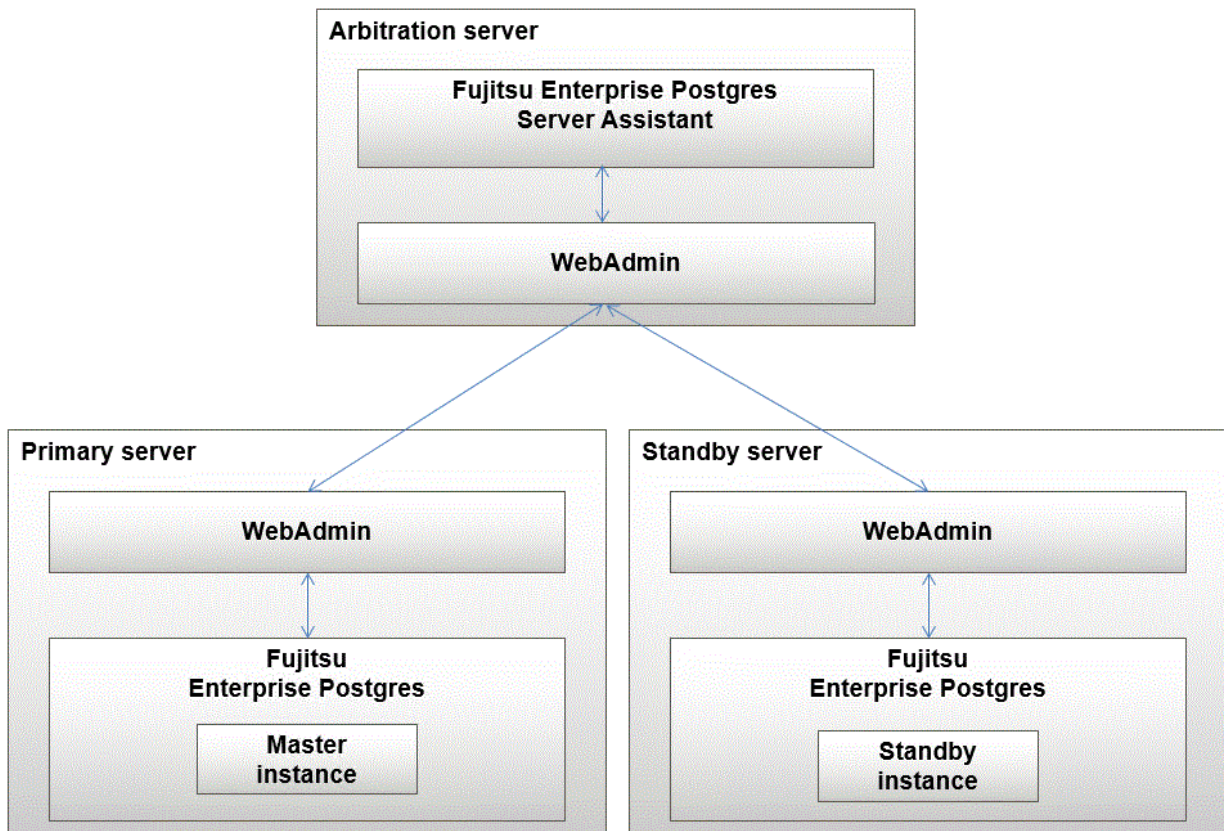 Arbitration server
Fujitsu Enterprise Postgres
Server Assistant
WebAdmin
Primary server
WebAdmin
Fujitsu
Enterprise Postgres
Master
instance
Standby server
WebAdmin
Fujitsu
Enterprise Postgres
Standby
instance